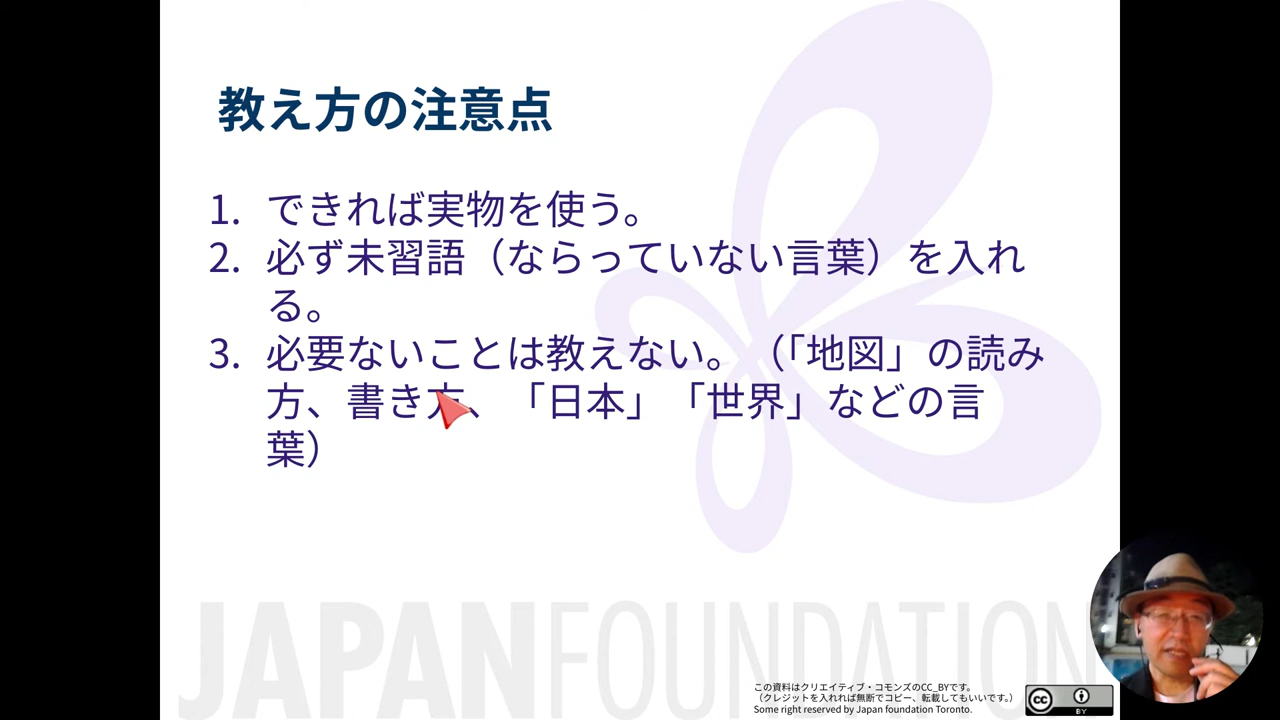 教え方の注意点
1. できれば実物を使う。
2. 必ず未習語（ならっていない言葉）を入れ
る。
3. 必要ないことは教えない。（「地図」の読み
方、書き方、「日本」「世界」などの言
葉）
JAPANFOUNDATION
この資料はクリエイティブ・コモンズのCC_BYです。
（クレジットを入れれば無断でコピー、転載してもいいです。）
Some right reserved by Japan foundation Toronto.
cc
BY